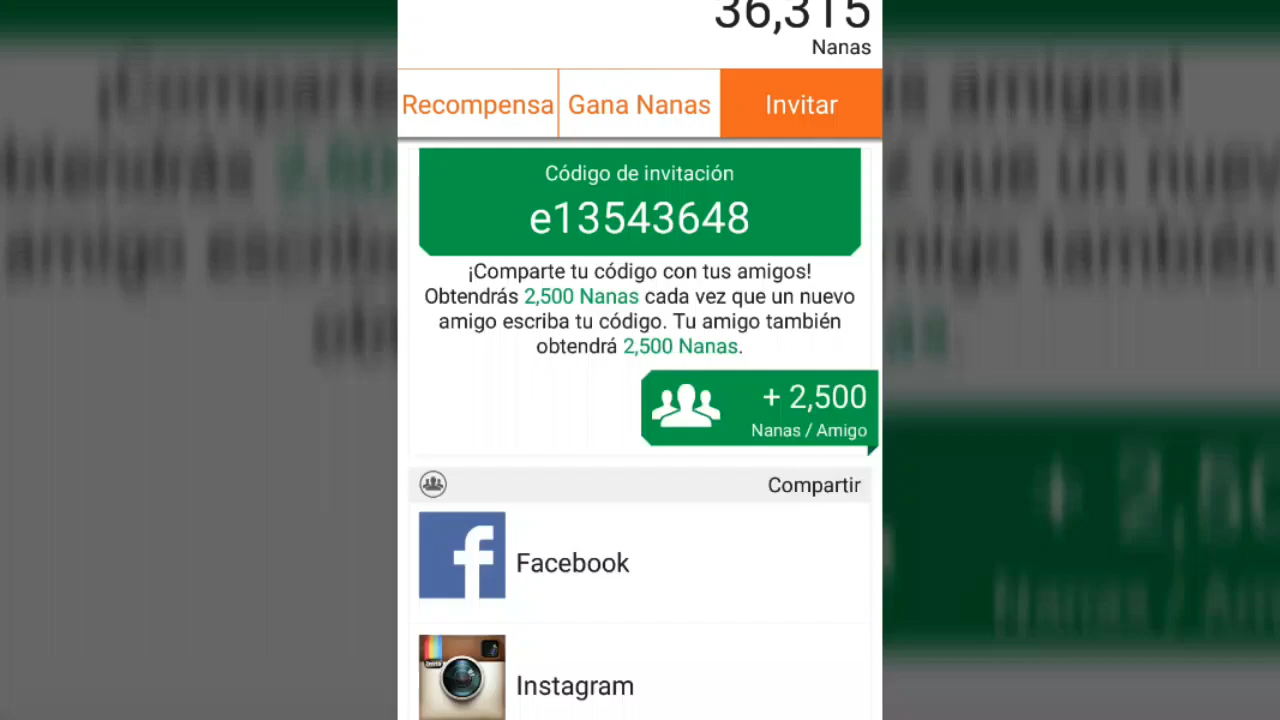 36,315
Nanas
Recompensa
Gana Nanas
Invitar
Código de invitación
e13543648
¡Comparte tu código con tus amigos!
Obtendrás 2,500 Nanas cada vez que un nuevo
amigo escriba tu código. Tu amigo también
obtendrá 2,500 Nanas.
+ 2,500
Nanas / Amigo
Compartir
Facebook
Instagram